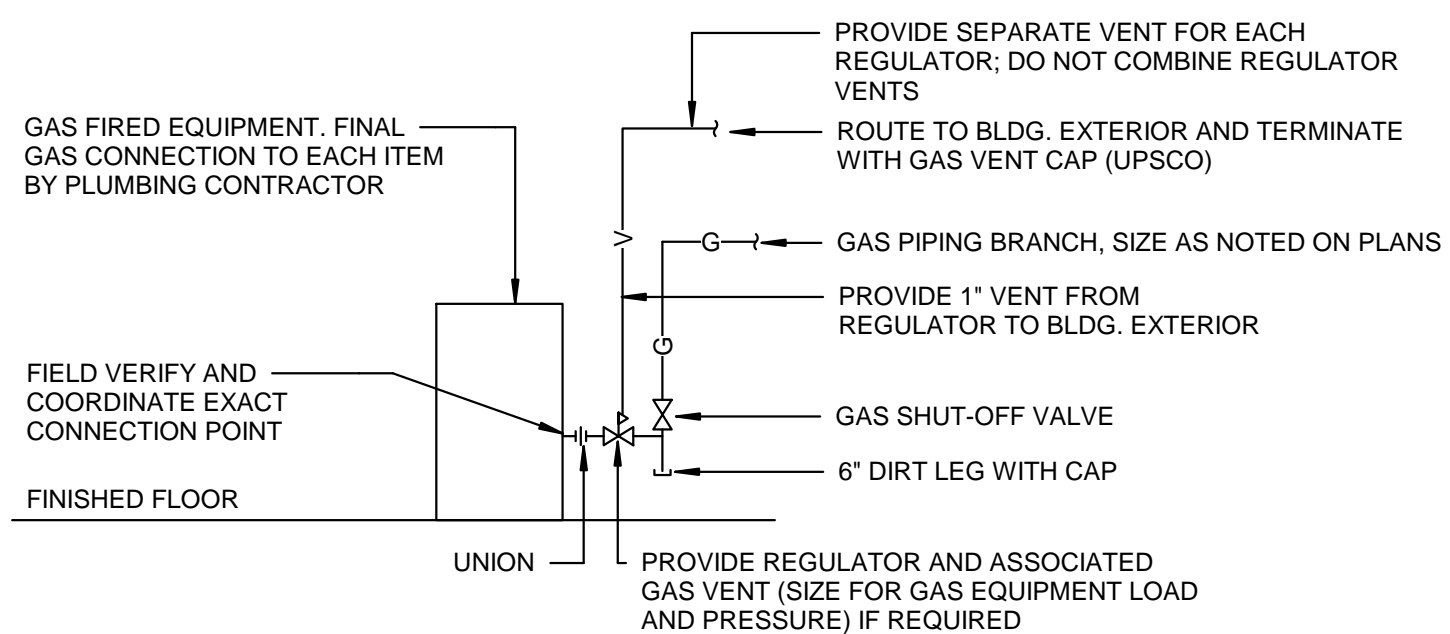 PROVIDE SEPARATE VENT FOR EACH
REGULATOR; DO NOT COMBINE REGULATOR
VENTS
GAS FIRED EQUIPMENT. FINAL
GAS CONNECTION TO EACH ITEM
BY PLUMBING CONTRACTOR
ROUTE TO BLDG. EXTERIOR AND TERMINATE
WITH GAS VENT CAP (UPSCO)
V
G
GAS PIPING BRANCH, SIZE AS NOTED ON PLANS
PROVIDE 1" VENT FROM
REGULATOR TO BLDG. EXTERIOR
G
FIELD VERIFY AND
COORDINATE EXACT
CONNECTION POINT
GAS SHUT-OFF VALVE
6" DIRT LEG WITH CAP
FINISHED FLOOR
UNION
PROVIDE REGULATOR AND ASSOCIATED
GAS VENT (SIZE FOR GAS EQUIPMENT LOAD
AND PRESSURE) IF REQUIRED